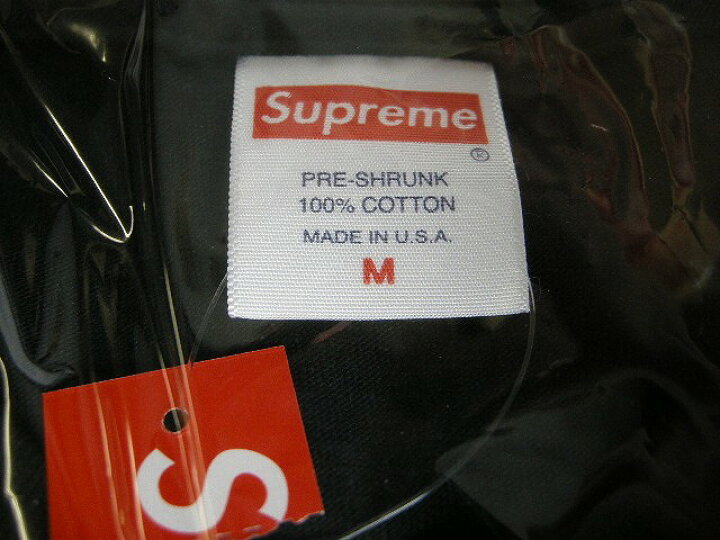 Supreme
®
PRE-SHRUNK
100% COTTON
MADE IN U.S.A.
M
S